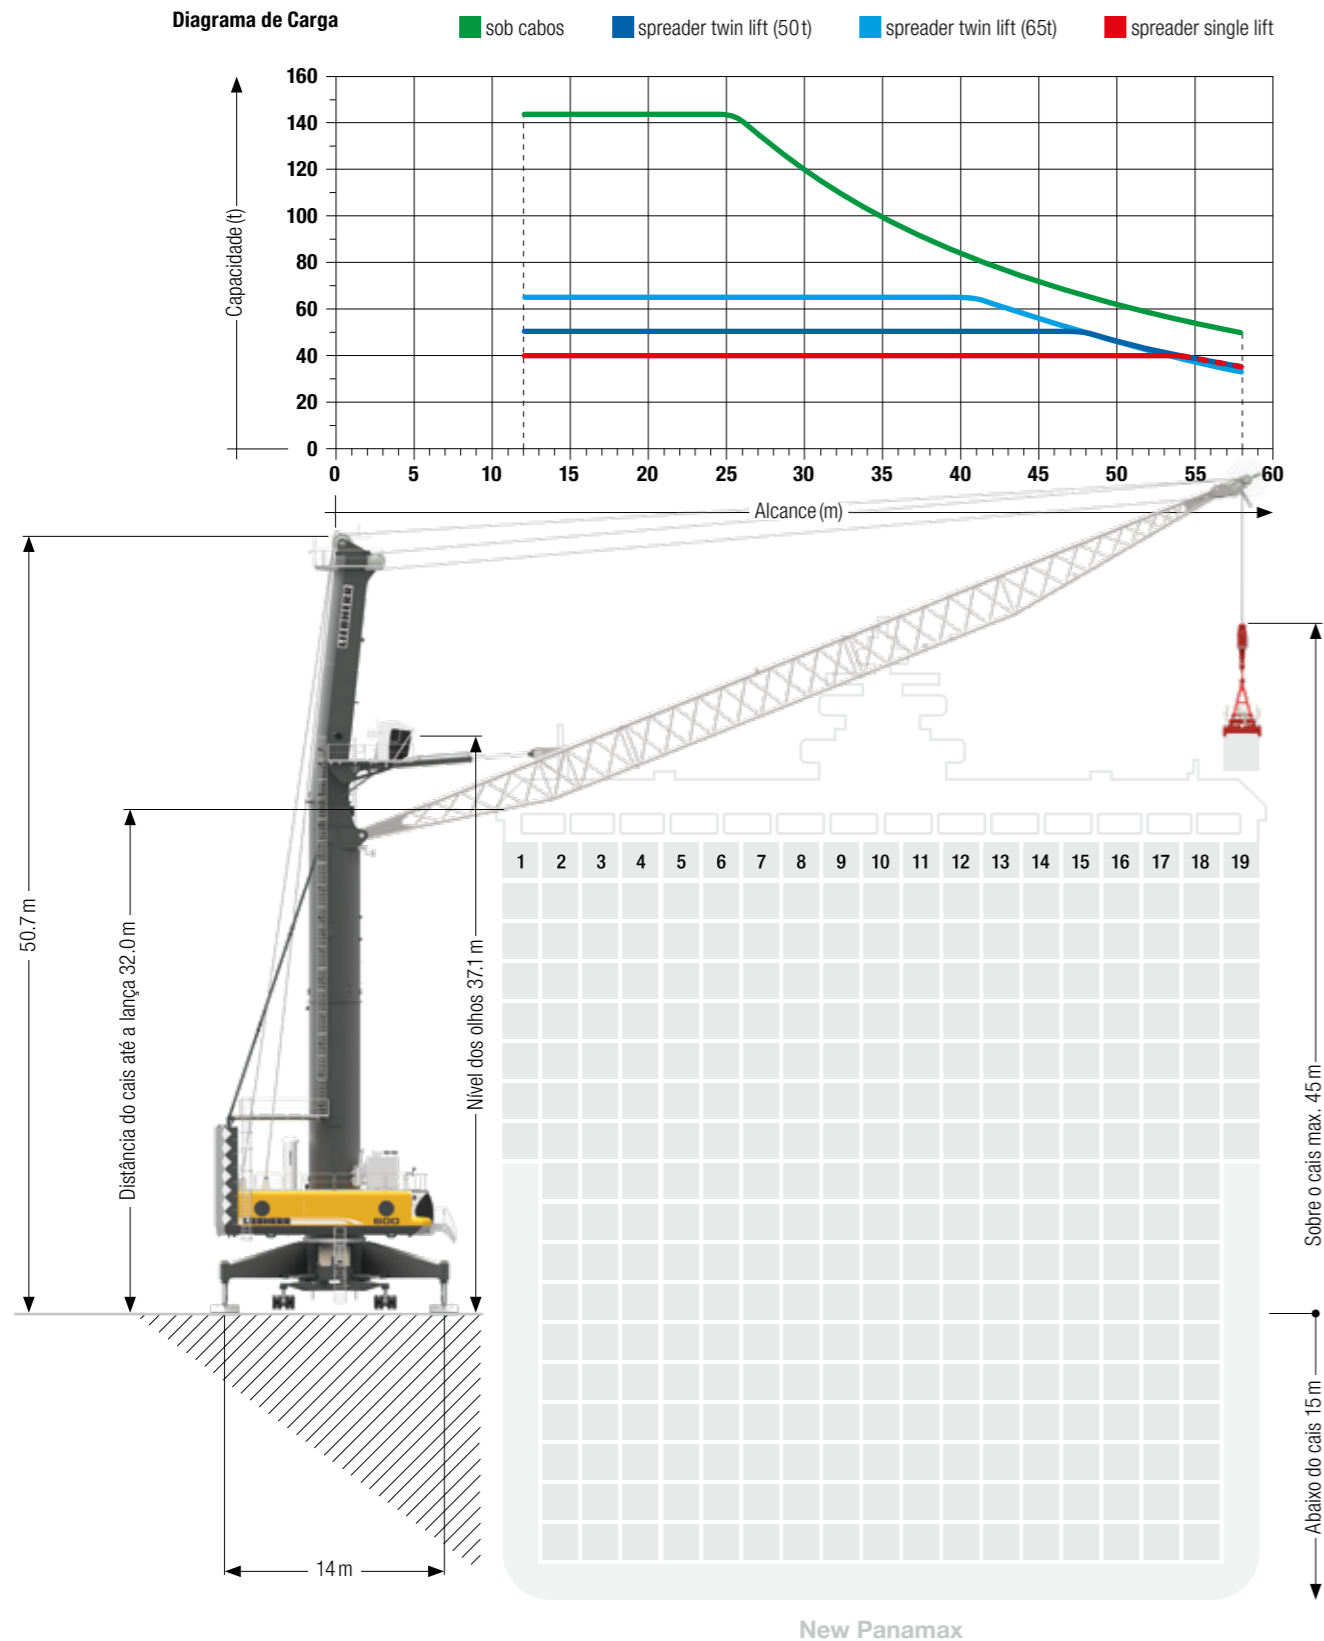 Diagrama de Carga
sob cabos
spreader twin lift (50 t)
spreader twin lift (65t)
spreader single lift
Capacidade (t)
160
140
120
100
80
60
40
20
0
0 5 10 15 20 25 30 35 40 45 50 55 60
Alcance (m)
LIEBHERR
50.7 m
Distância do cais até a lança 32.0 m
Nível dos olhos 37.1 m
1 2 3 4 5 6 7 8 9 10 11 12 13 14 15 16 17 18 19
Sobre o cais max. 45 m
LIEBHERR
600
Abaixo do cais 15 m
14 m
New Panamax